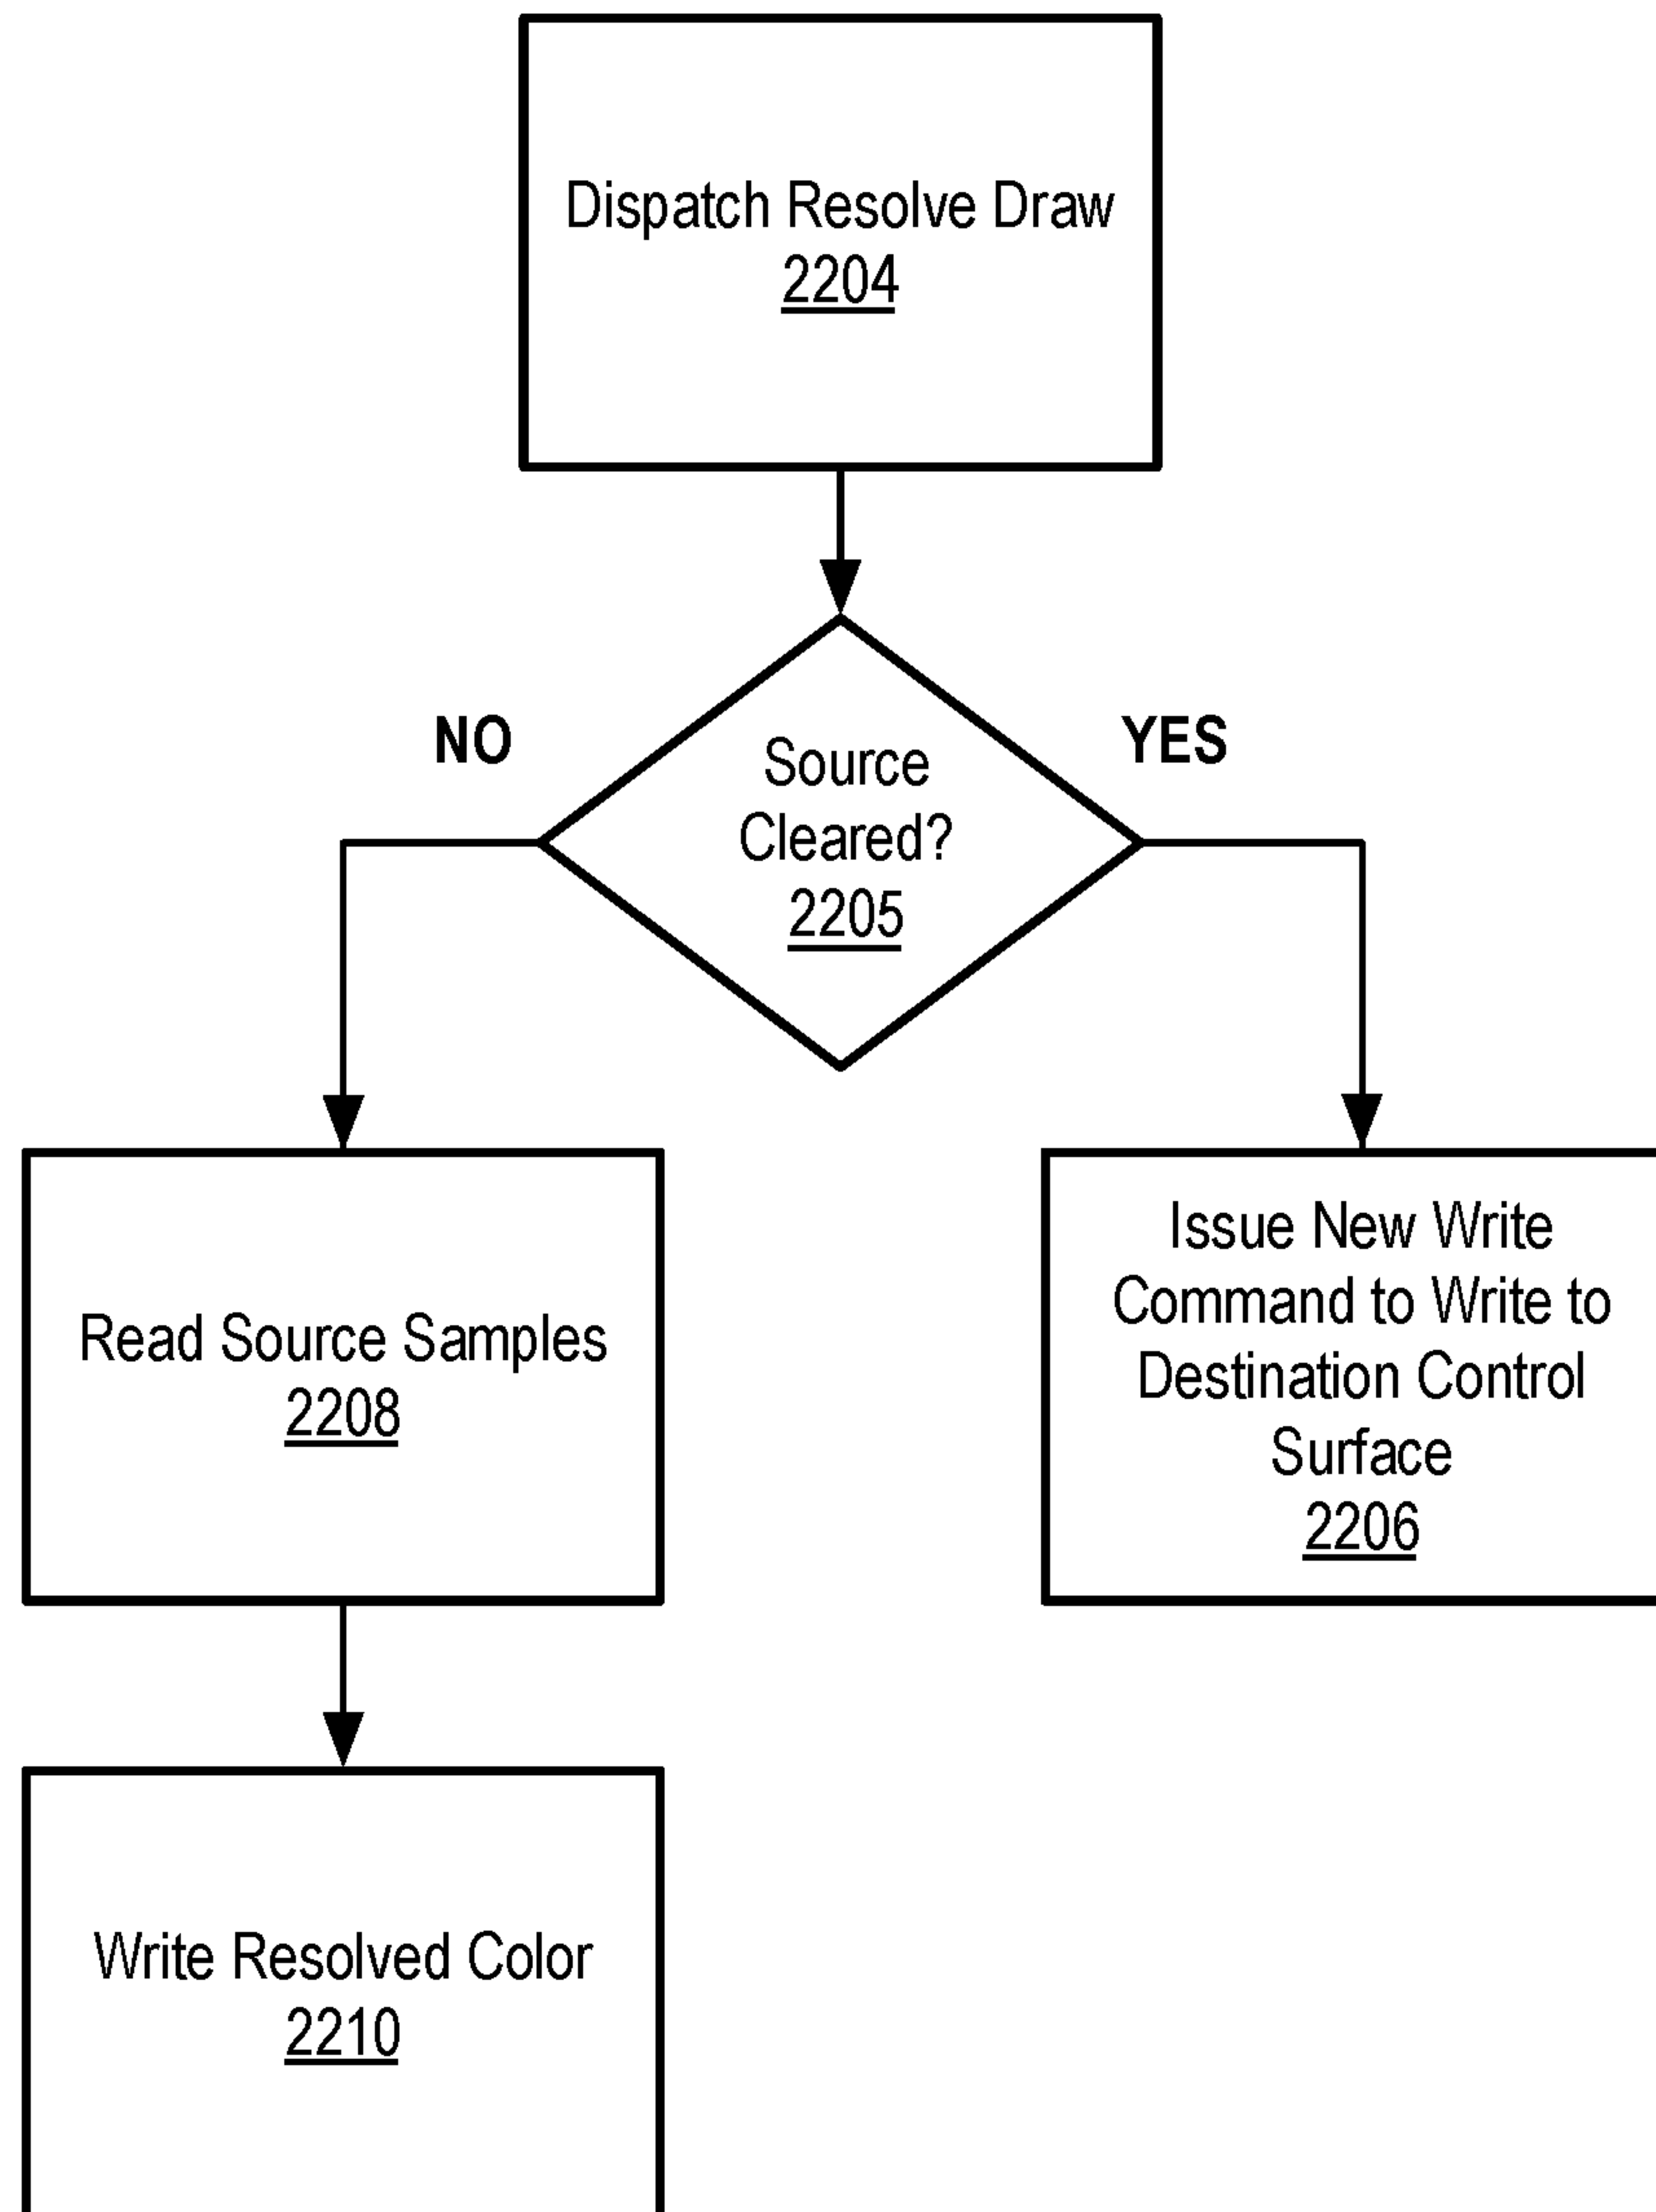 Dispatch Resolve Draw
2204
NO
YES
Source
Cleared?
2205
Read Source Samples
2208
Issue New Write
Command to Write to
Destination Control
Surface
2206
Write Resolved Color
2210